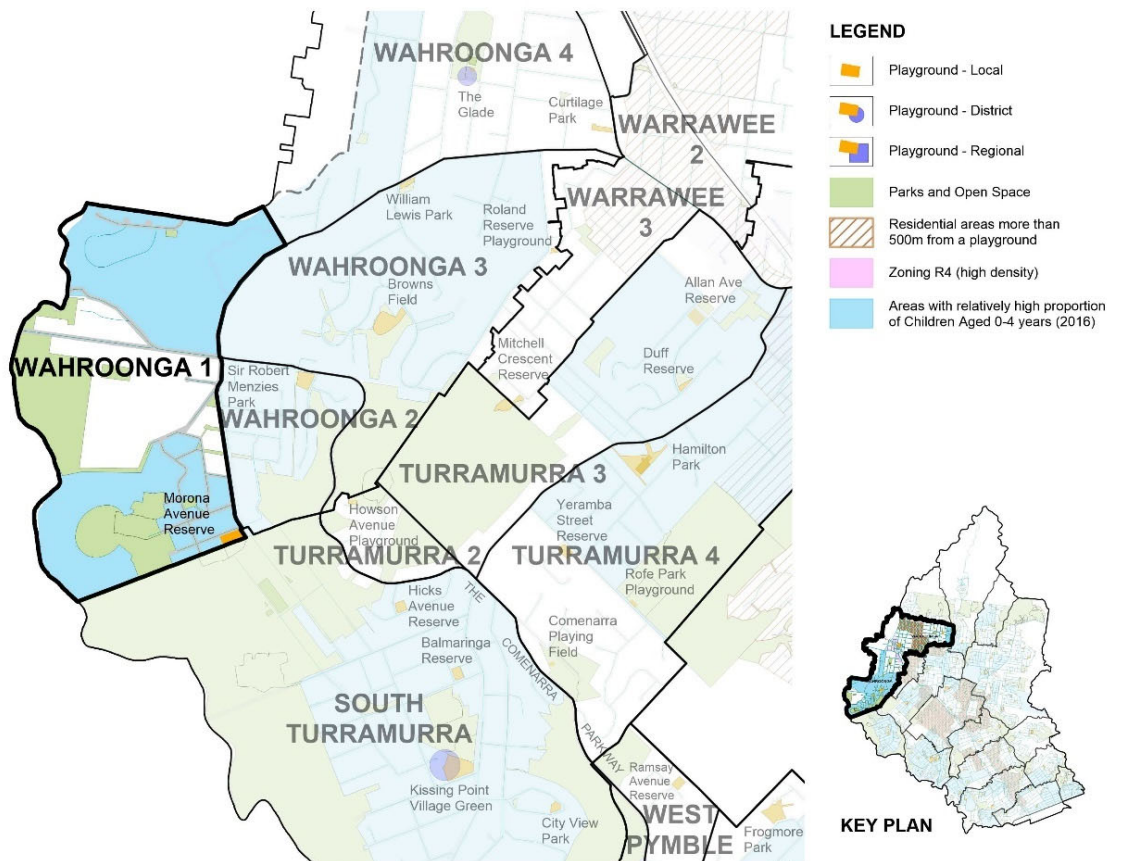 WAHROONGA 4
The
Glade
Curtilage
Park
WARRAWEE
2
WARRAWEE
3
William
Lewis Park
Roland
Reserve
Playground
WAHROONGA 3
Browns
Field
Allan Ave
Reserve
Mitchell
Crescent
Reserve
Duff
Reserve
WAHROONGA 1
Sir Robert
Menzies
Park
WAHROONGA 2
Hamilton
Park
TURRAMURRA 3
Morona
Avenue
Reserve
Howson
Avenue
Playground
Yeramba
Street
Reserve
TURRAMURRA 2
TURRAMURRA 4
Rofe Park
Playground
Hicks
Avenue
Reserve
THE
COMENARRA
PARKWAY
Balmaringa
Reserve
Comenarra
Playing
Field
SOUTH
TURRAMURRA
Kissing Point
Village Green
Ramsay
Avenue
Reserve
WEST
PYMBLE
City View
Park
Frogmore
Park
LEGEND
Playground - Local
Playground - District
Playground - Regional
Parks and Open Space
Residential areas more than
500m from a playground
Zoning R4 (high density)
Areas with relatively high proportion
of Children Aged 0-4 years (2016)
KEY PLAN